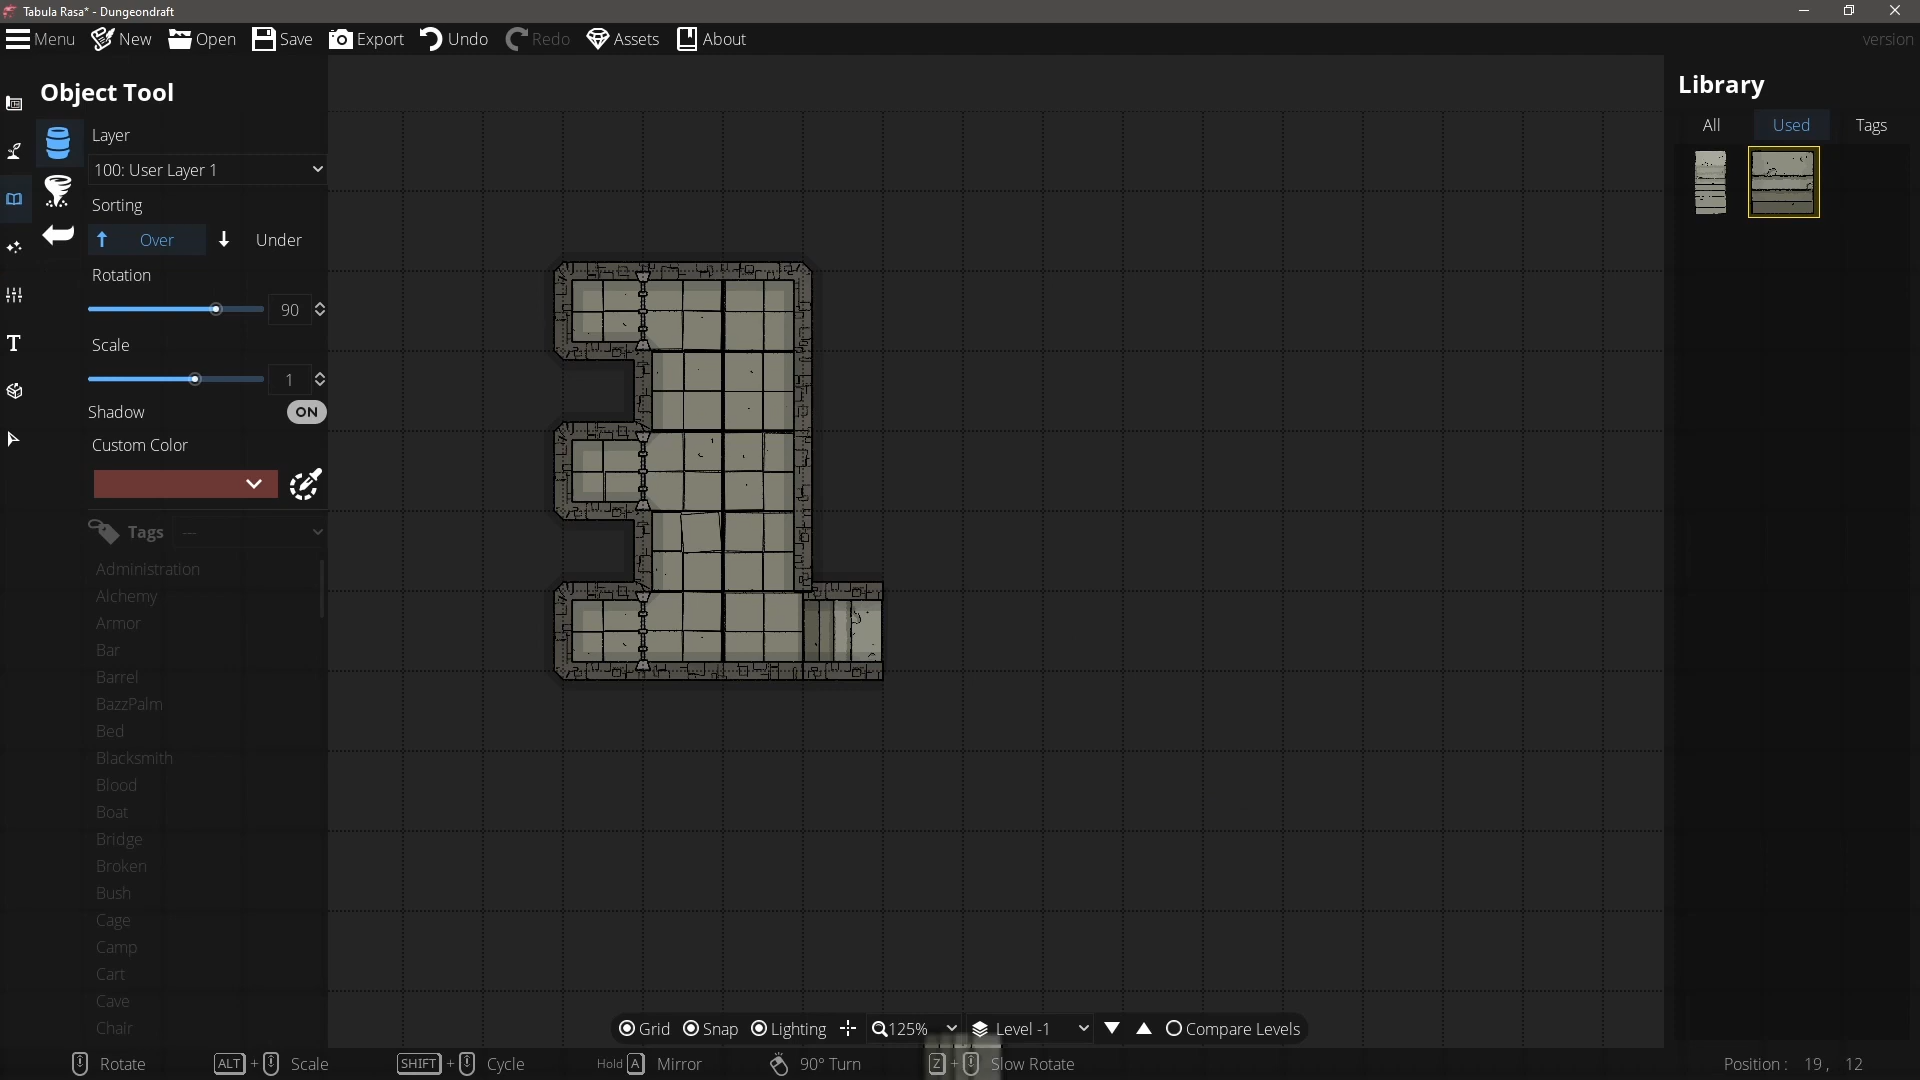 Tabula Rasa* - Dungeondraft
Menu New Open Save Export Undo Redo Assets About version
Object Tool
Layer
100: User Layer 1
Sorting
Over Under
Rotation
90
Scale
1
Shadow ON
Custom Color
Tags ---
Administration
Alchemy
Armor
Bar
Barrel
BazzPalm
Bed
Blacksmith
Blood
Boat
Bridge
Broken
Bush
Cage
Camp
Cart
Cave
Chair
Library
All Used Tags
Grid Snap Lighting 125% Level -1 Compare Levels
Rotate ALT + Scale SHIFT + Cycle Hold A Mirror 90° Turn Z + Slow Rotate Position : 19 , 12